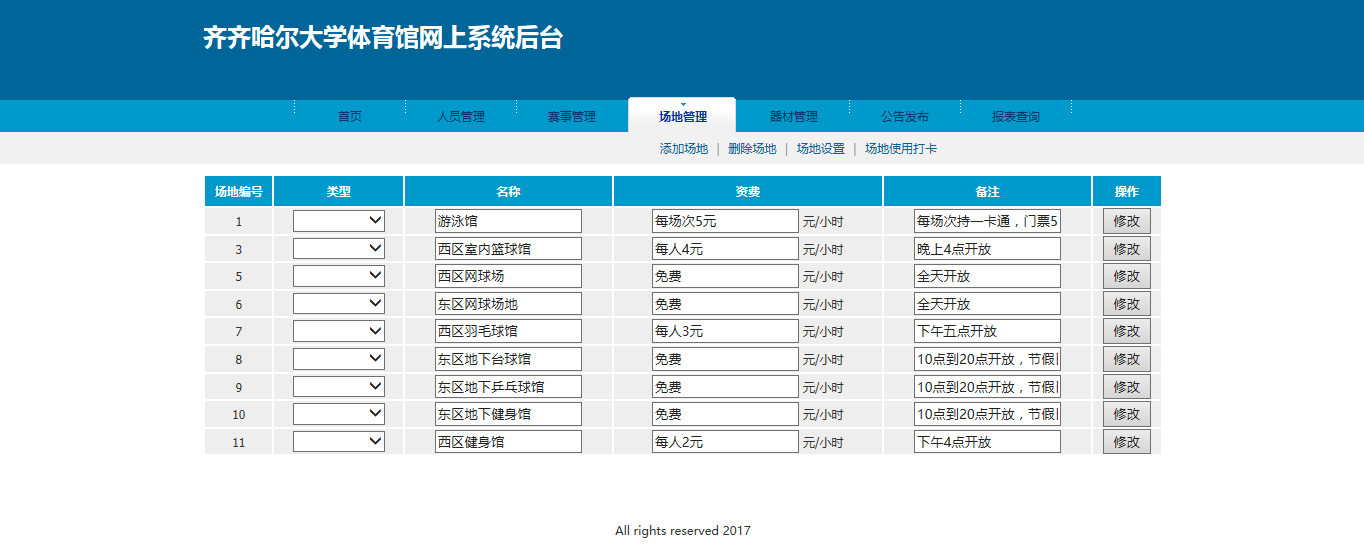 齐齐哈尔大学体育馆网上系统后台
首页 人员管理 赛事管理 场地管理 器材管理 公告发布 报表查询
添加场地 | 删除场地 | 场地设置 | 场地使用打卡
场地编号 类型 名称 资费 备注 操作
1 游泳馆 每场次5元 元/小时 每场次持一卡通，门票5 修改
3 西区室内篮球馆 每人4元 元/小时 晚上4点开放 修改
5 西区网球场 免费 元/小时 全天开放 修改
6 东区网球场地 免费 元/小时 全天开放 修改
7 西区羽毛球馆 每人3元 元/小时 下午五点开放 修改
8 东区地下台球馆 免费 元/小时 10点到20点开放，节假 修改
9 东区地下乒乓球馆 免费 元/小时 10点到20点开放，节假 修改
10 东区地下健身馆 免费 元/小时 10点到20点开放，节假 修改
11 西区健身馆 每人2元 元/小时 下午4点开放 修改
All rights reserved 2017